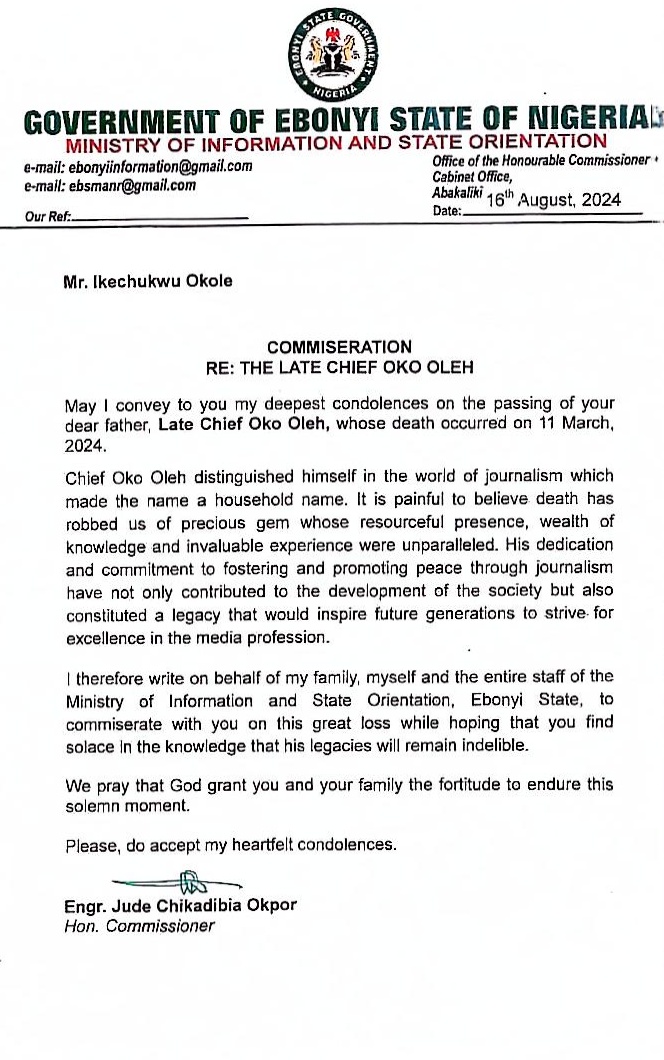 EBONYI STATE GOVERNMENT
NIGERIA
GOVERNMENT OF EBONYI STATE OF NIGERIA
MINISTRY OF INFORMATION AND STATE ORIENTATION
e-mail: ebonyiinformation@gmail.com
e-mail: ebsmanr@gmail.com
Office of the Honourable Commissioner
Cabinet Office,
Abakaliki
Our Ref:
Date: 16th August, 2024
Mr. Ikechukwu Okole
COMMISERATION
RE: THE LATE CHIEF OKO OLEH
May I convey to you my deepest condolences on the passing of your
dear father, Late Chief Oko Oleh, whose death occurred on 11 March,
2024.
Chief Oko Oleh distinguished himself in the world of journalism which
made the name a household name. It is painful to believe death has
robbed us of precious gem whose resourceful presence, wealth of
knowledge and invaluable experience were unparalleled. His dedication
and commitment to fostering and promoting peace through journalism
have not only contributed to the development of the society but also
constituted a legacy that would inspire future generations to strive for
excellence in the media profession.
I therefore write on behalf of my family, myself and the entire staff of the
Ministry of Information and State Orientation, Ebonyi State, to
commiserate with you on this great loss while hoping that you find
solace in the knowledge that his legacies will remain indelible.
We pray that God grant you and your family the fortitude to endure this
solemn moment.
Please, do accept my heartfelt condolences.
Engr. Jude Chikadibia Okpor
Hon. Commissioner